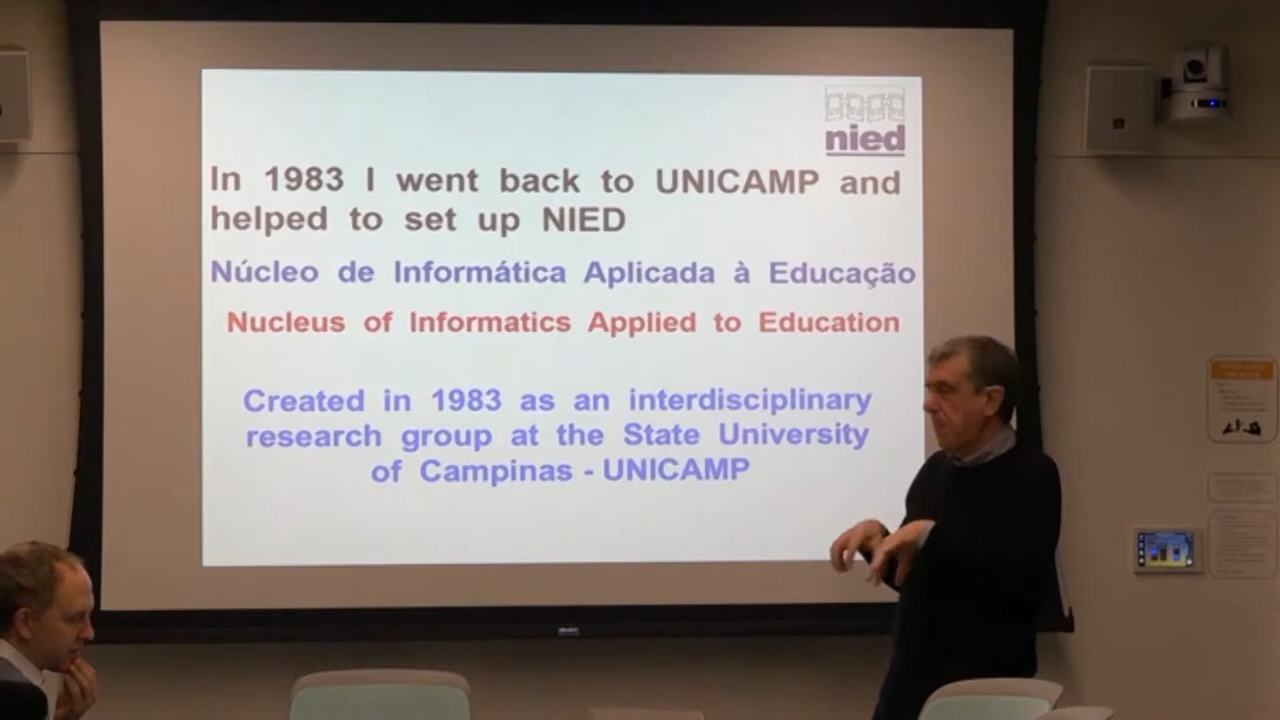 nied
In 1983 I went back to UNICAMP and
helped to set up NIED
Núcleo de Informática Aplicada à Educação
Nucleus of Informatics Applied to Education
Created in 1983 as an interdisciplinary
research group at the State University
of Campinas - UNICAMP